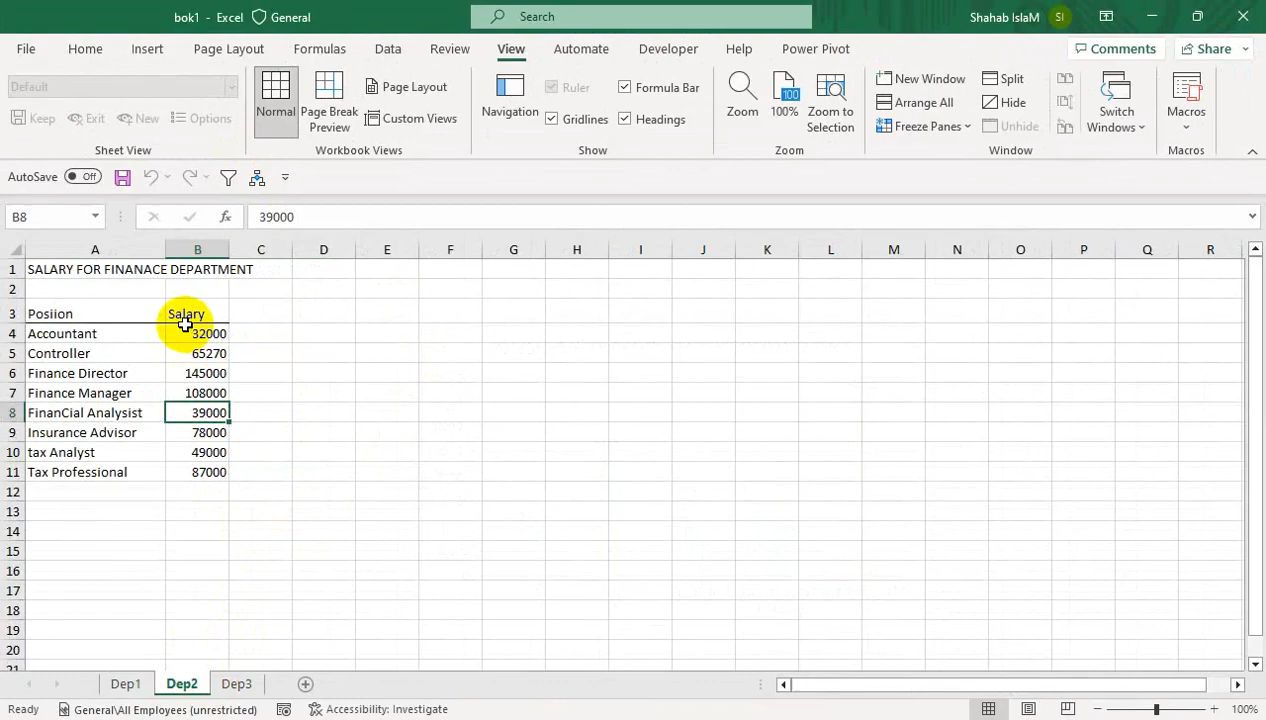 bok1 - Excel General
Search
Shahab IslaM SI
File Home Insert Page Layout Formulas Data Review View Automate Developer Help Power Pivot Comments Share
Default
Keep Exit New Options
Sheet View
Normal
Page Break Preview
Page Layout
Custom Views
Workbook Views
Navigation
Ruler Formula Bar
Gridlines Headings
Show
Zoom
100
100%
Zoom to Selection
Zoom
New Window
Arrange All
Freeze Panes
Split
Hide
Unhide
Switch Windows
Window
Macros
Macros
AutoSave Off
B8 fx 39000
A B C D E F G H I J K L M N O P Q R
1 SALARY FOR FINANACE DEPARTMENT
2
3 Posiion Salary
4 Accountant 32000
5 Controller 65270
6 Finance Director 145000
7 Finance Manager 108000
8 FinanCial Analysist 39000
9 Insurance Advisor 78000
10 tax Analyst 49000
11 Tax Professional 87000
12
13
14
15
16
17
18
19
20
21
Dep1 Dep2 Dep3
Ready General\All Employees (unrestricted) Accessibility: Investigate 100%